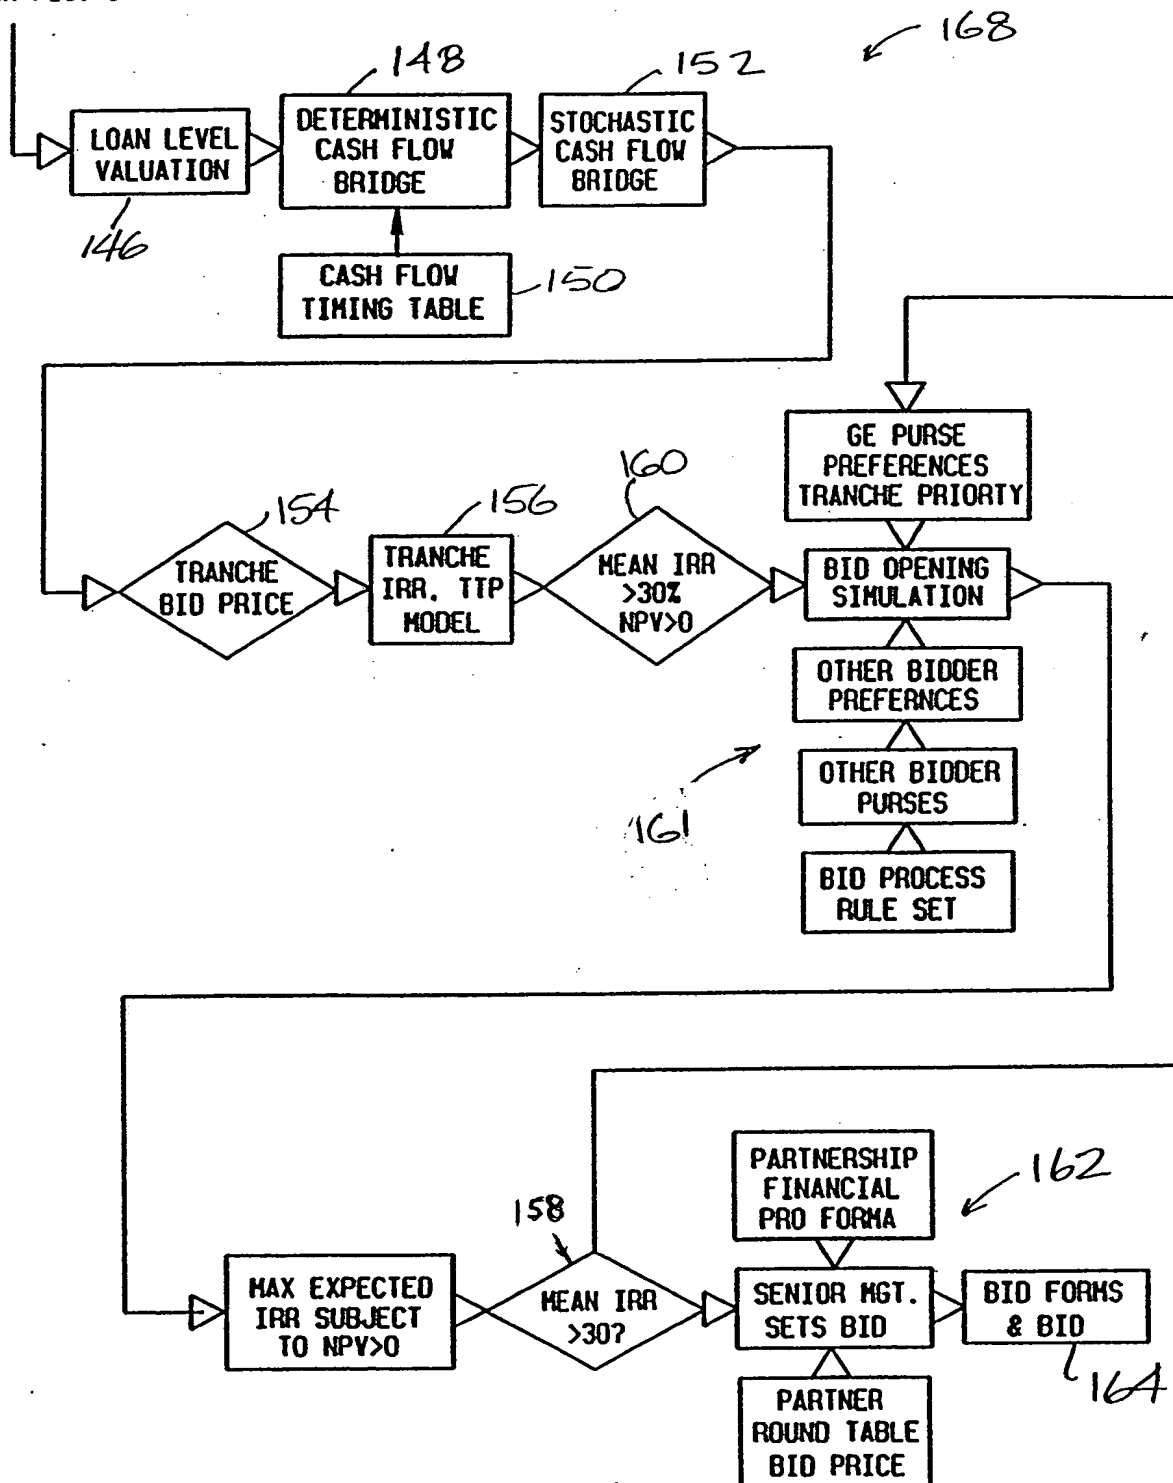 168
148
152
LOAN LEVEL
VALUATION
DETERMINISTIC
CASH FLOW
BRIDGE
STOCHASTIC
CASH FLOW
BRIDGE
146
CASH FLOW
TIMING TABLE
150
GE PURSE
PREFERENCES
TRANCHE PRIORTY
160
154
156
TRANCHE
BID PRICE
TRANCHE
IRR. TTP
MODEL
MEAN IRR
>30%
NPV>0
BID OPENING
SIMULATION
OTHER BIDDER
PREFERNCES
OTHER BIDDER
PURSES
161
BID PROCESS
RULE SET
PARTNERSHIP
FINANCIAL
PRO FORMA
162
158
MAX EXPECTED
IRR SUBJECT
TO NPV>0
MEAN IRR
>30?
SENIOR MGT.
SETS BID
BID FORMS
& BID
164
PARTNER
ROUND TABLE
BID PRICE